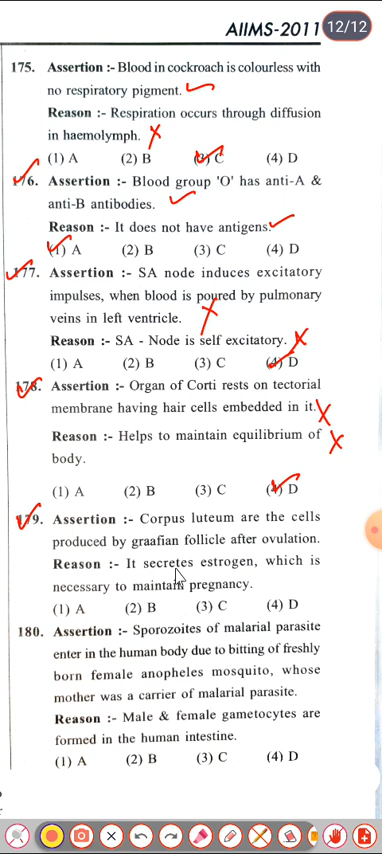 AIIMS-2011
12/12
175. Assertion :- Blood in cockroach is colourless with
no respiratory pigment.
Reason :- Respiration occurs through diffusion
in haemolymph.
(1) A (2) B (3) C (4) D
176. Assertion :- Blood group 'O' has anti-A &
anti-B antibodies.
Reason :- It does not have antigens.
(1) A (2) B (3) C (4) D
177. Assertion :- SA node induces excitatory
impulses, when blood is poured by pulmonary
veins in left ventricle.
Reason :- SA - Node is self excitatory.
(1) A (2) B (3) C (4) D
178. Assertion :- Organ of Corti rests on tectorial
membrane having hair cells embedded in it.
Reason :- Helps to maintain equilibrium of
body.
(1) A (2) B (3) C (4) D
179. Assertion :- Corpus luteum are the cells
produced by graafian follicle after ovulation.
Reason :- It secretes estrogen, which is
necessary to maintain pregnancy.
(1) A (2) B (3) C (4) D
180. Assertion :- Sporozoites of malarial parasite
enter in the human body due to bitting of freshly
born female anopheles mosquito, whose
mother was a carrier of malarial parasite.
Reason :- Male & female gametocytes are
formed in the human intestine.
(1) A (2) B (3) C (4) D